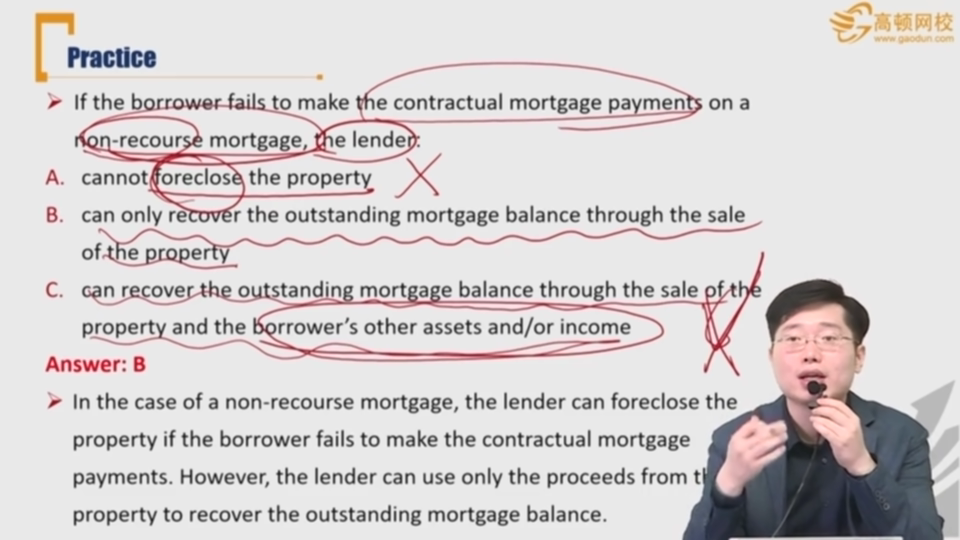 高顿网校
www.gaodun.com
Practice
If the borrower fails to make the contractual mortgage payments on a
non-recourse mortgage, the lender:
A. cannot foreclose the property
B. can only recover the outstanding mortgage balance through the sale
of the property
C. can recover the outstanding mortgage balance through the sale of the
property and the borrower's other assets and/or income
Answer: B
In the case of a non-recourse mortgage, the lender can foreclose the
property if the borrower fails to make the contractual mortgage
payments. However, the lender can use only the proceeds from
property to recover the outstanding mortgage balance.